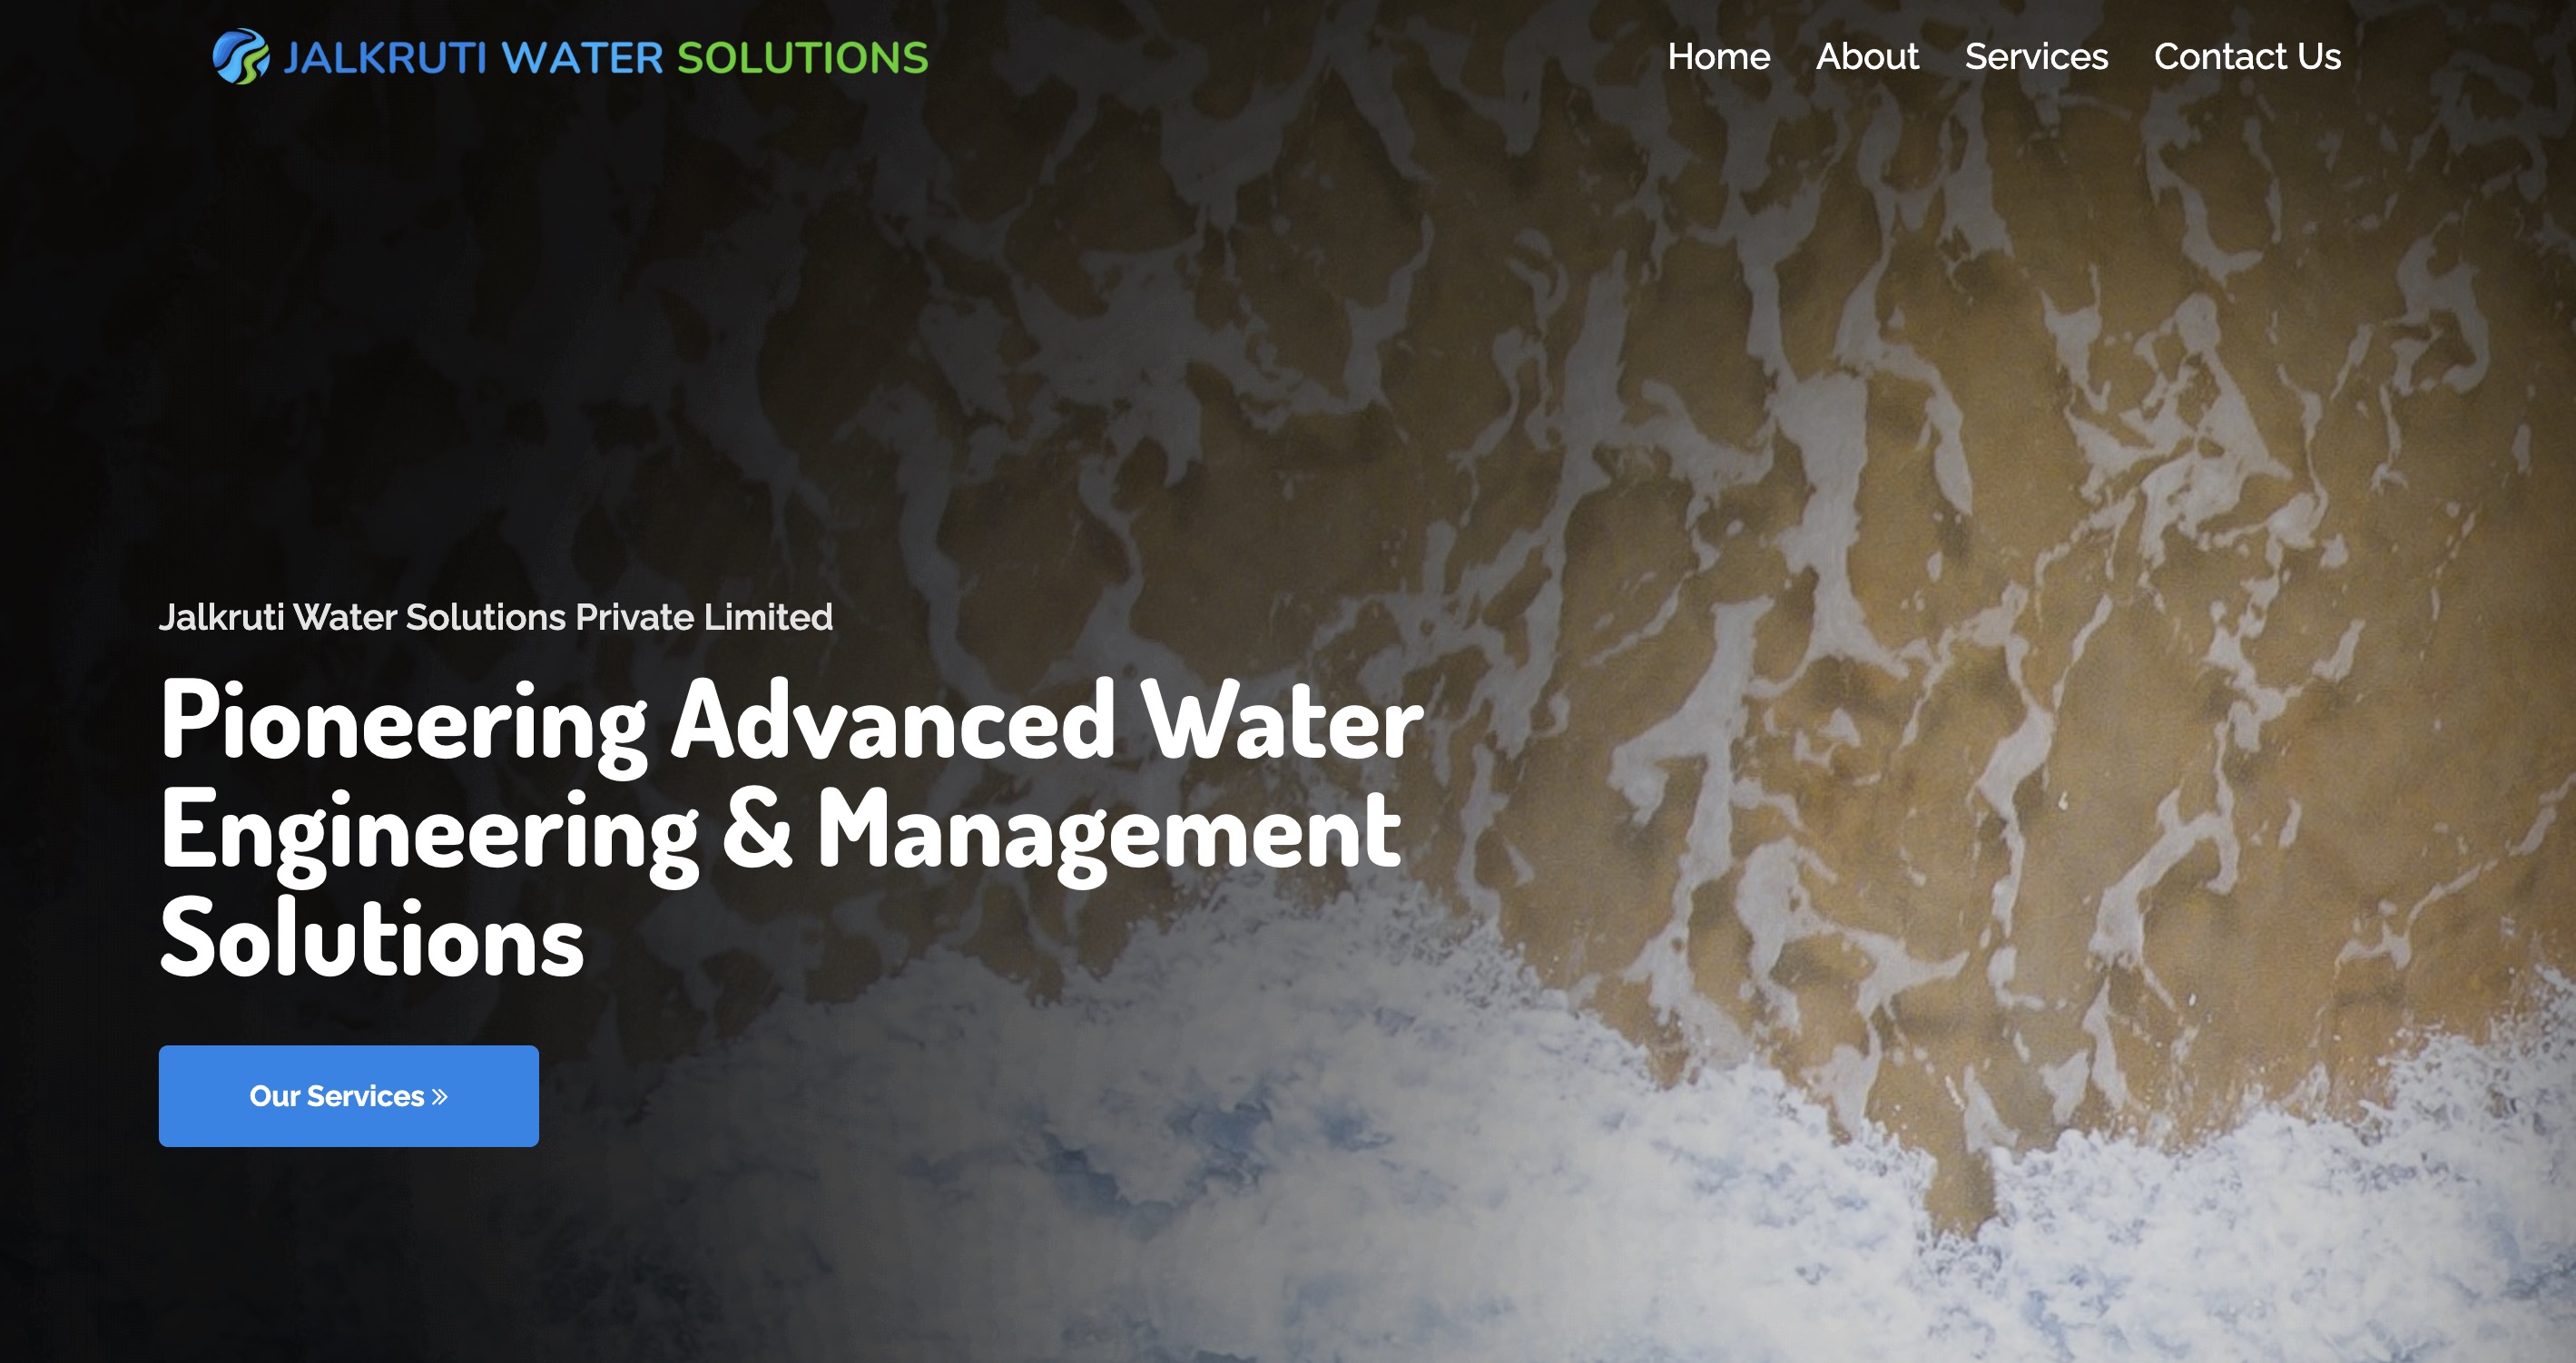 JALKRUTI WATER SOLUTIONS
Home About Services Contact Us
Jalkruti Water Solutions Private Limited
Pioneering Advanced Water
Engineering & Management
Solutions
Our Services »